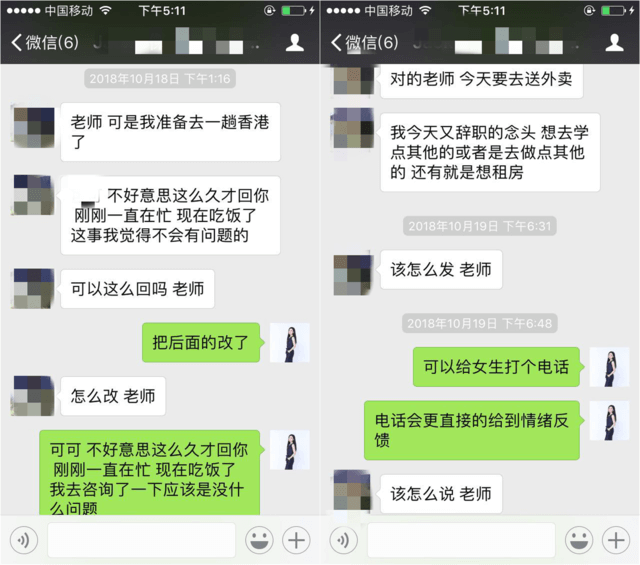 中国移动 下午5:11
微信(6)
2018年10月18日 下午1:16
老师 可是我准备去一趟香港
了
不好意思这么久才回你
刚刚一直在忙 现在吃饭了
这事我觉得不会有问题的
可以这么回吗 老师
把后面的改了
怎么改 老师
可可 不好意思这么久才回你
刚刚一直在忙 现在吃饭了
我去咨询了一下应该是没什
么问题
中国移动 下午5:11
微信(6)
对的老师 今天要去送外卖
我今天又辞职的念头 想去学
点其他的或者是去做点其他
的 还有就是想租房
2018年10月19日 下午6:31
该怎么发 老师
2018年10月19日 下午6:48
可以给女生打个电话
电话会更直接的给到情绪反
馈
该怎么说 老师